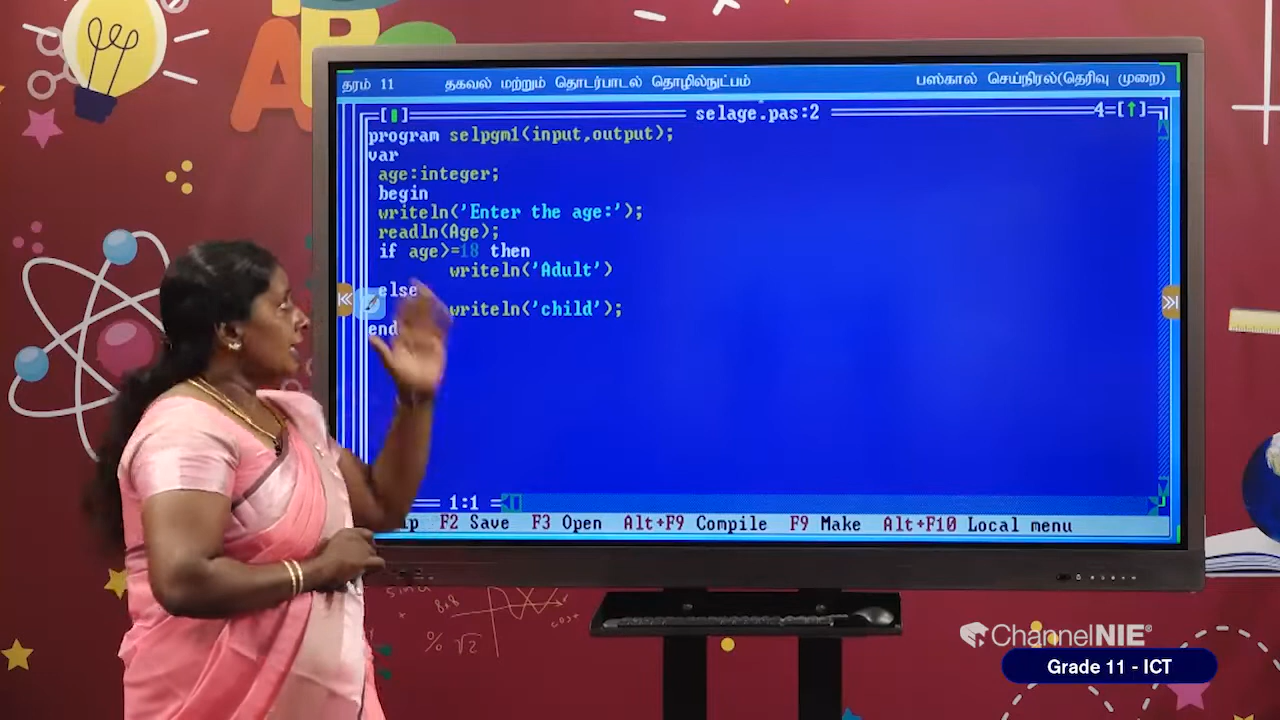 தரம் 11 தகவல் மற்றும் தொடர்பாடல் தொழில்நுட்பம் பஸ்கால் செய்நிரல்(தெரிவு முறை)
selage.pas:2 4=[↑]
program selpgm1(input,output);
var
age:integer;
begin
writeln('Enter the age:');
readln(Age);
if age>=18 then
writeln('Adult')
else
writeln('child');
end
1:1
F2 Save F3 Open Alt+F9 Compile F9 Make Alt+F10 Local menu
ChannelNIE®
Grade 11 - ICT